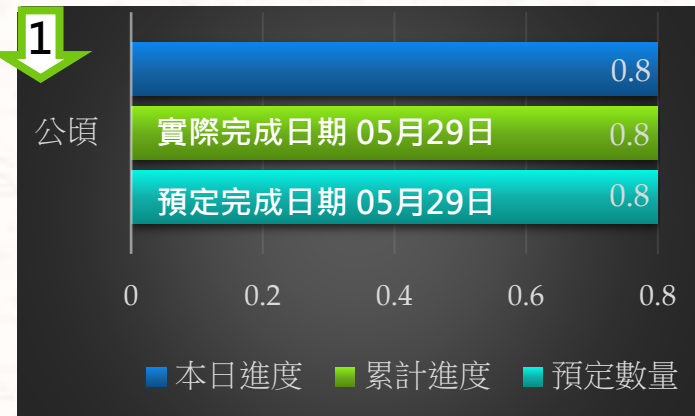 1
0.8
公頃
實際完成日期 05月29日 0.8
預定完成日期 05月29日 0.8
0 0.2 0.4 0.6 0.8
本日進度 累計進度 預定數量